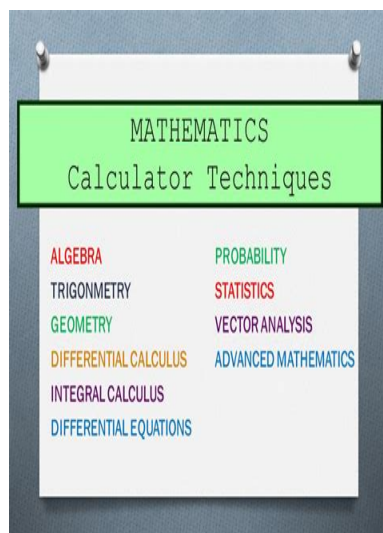 MATHEMATICS
Calculator Techniques
ALGEBRA
TRIGONMETRY
GEOMETRY
DIFFERENTIAL CALCULUS
INTEGRAL CALCULUS
DIFFERENTIAL EQUATIONS
PROBABILITY
STATISTICS
VECTOR ANALYSIS
ADVANCED MATHEMATICS